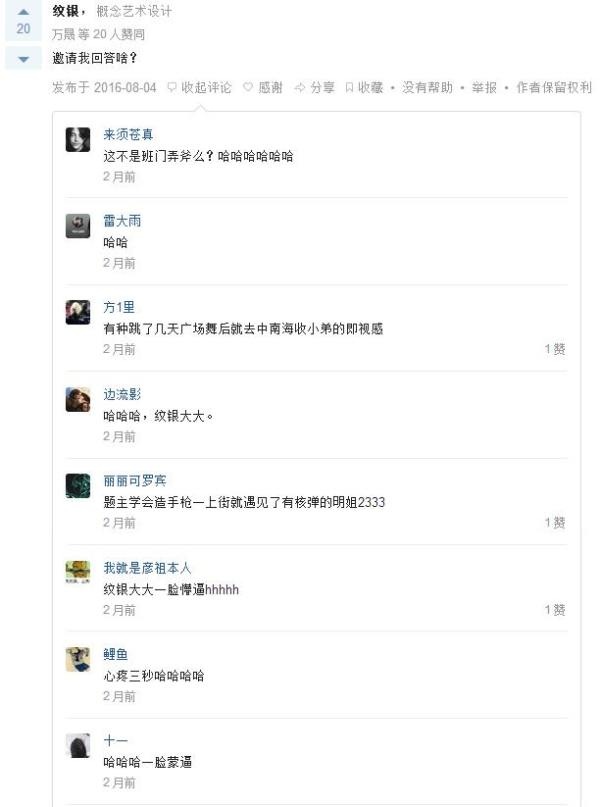 纹银，概念艺术设计
20
万晟 等 20 人赞同
邀请我回答啥？
发布于 2016-08-04 收起评论 感谢 分享 收藏 • 没有帮助 • 举报 • 作者保留权利
来须苍真
这不是班门弄斧么？哈哈哈哈哈哈
2 月前
雷大雨
哈哈
2 月前
方1里
有种跳了几天广场舞后就去中南海收小弟的即视感
2 月前 1 赞
边流影
哈哈哈，纹银大大。
2 月前
丽丽可罗宾
题主学会造手枪一上街就遇见了有核弹的明姐2333
2 月前 1 赞
我就是彦祖本人
纹银大大一脸懵逼hhhhh
2 月前 1 赞
鲤鱼
心疼三秒哈哈哈哈
2 月前
十一
哈哈哈一脸蒙逼
2 月前